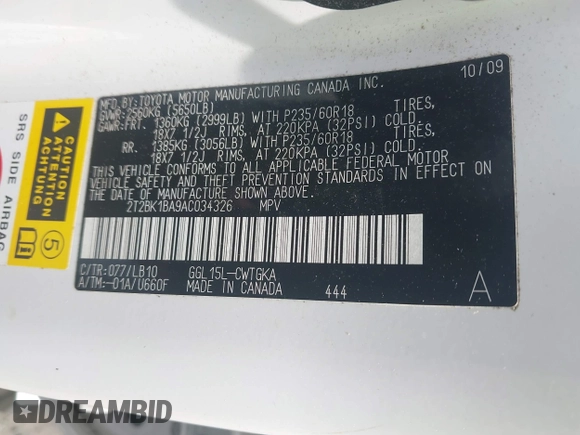 MFD. BY: TOYOTA MOTOR MANUFACTURING CANADA INC. 10/09
GVWR: 2560KG (5650LB)
GAWR: FRT. 1360KG (2999LB) WITH P235/60R18 TIRES,
18X7 1/2J RIMS, AT 220KPA (32PSI) COLD.
RR. 1385KG (3056LB) WITH P235/60R18 TIRES,
18X7 1/2J RIMS, AT 220KPA (32PSI) COLD.
THIS VEHICLE CONFORMS TO ALL APPLICABLE FEDERAL MOTOR
VEHICLE SAFETY AND THEFT PREVENTION STANDARDS IN EFFECT ON
THE DATE OF MANUFACTURE SHOWN ABOVE.
2T2BK1BA9AC034326 MPV
C/TR: 077/LB10 GGL15L-CWTGKA
A/TM:-01A/U660F MADE IN CANADA 444 A
SRS SIDE AIRBAG
CAUTION
ATTENTION
ACHTUNG
5
DREAMBID